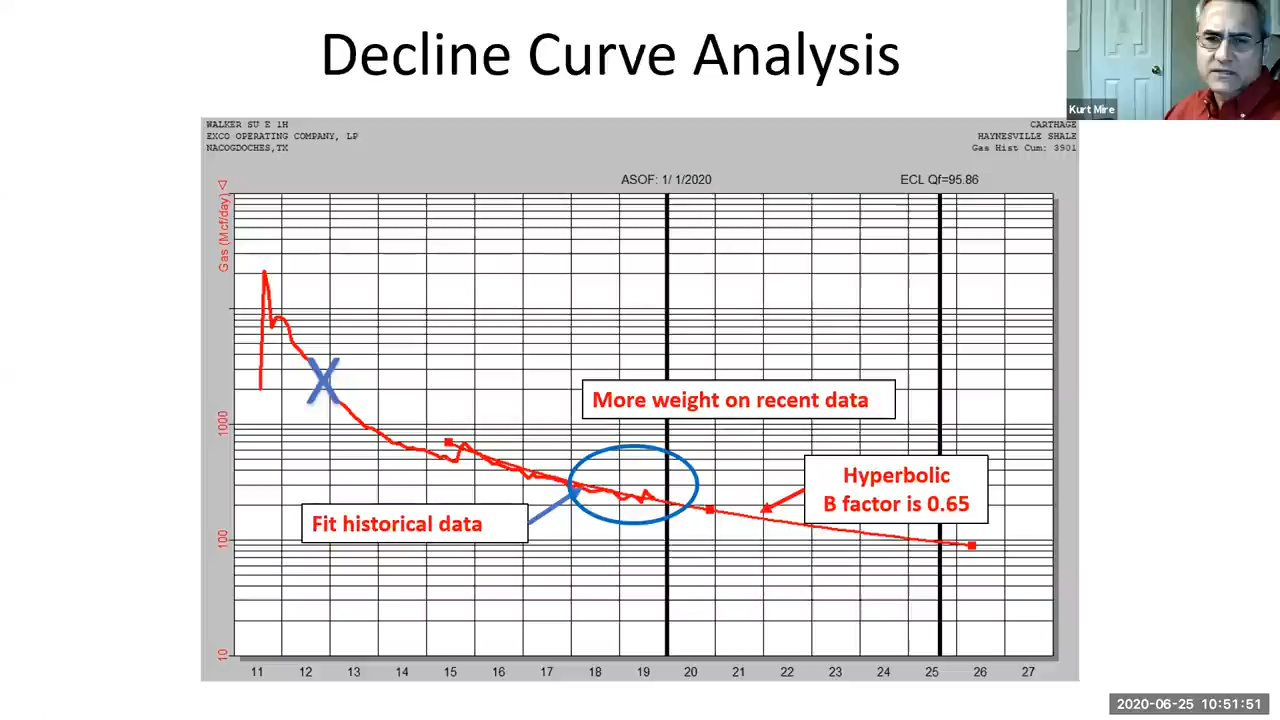 Decline Curve Analysis
Kurt Mire
WALKER SU E 1H
EXCO OPERATING COMPANY, LP
NACOGDOCHES,TX
CARTHAGE
HAYNESVILLE SHALE
Gas Hist Cum: 3901
ASOF: 1/ 1/2020
ECL Qf=95.86
Gas (Mcf/day)
1000
100
10
X
More weight on recent data
Hyperbolic
B factor is 0.65
Fit historical data
11 12 13 14 15 16 17 18 19 20 21 22 23 24 25 26 27
2020-06-25 10:51:51